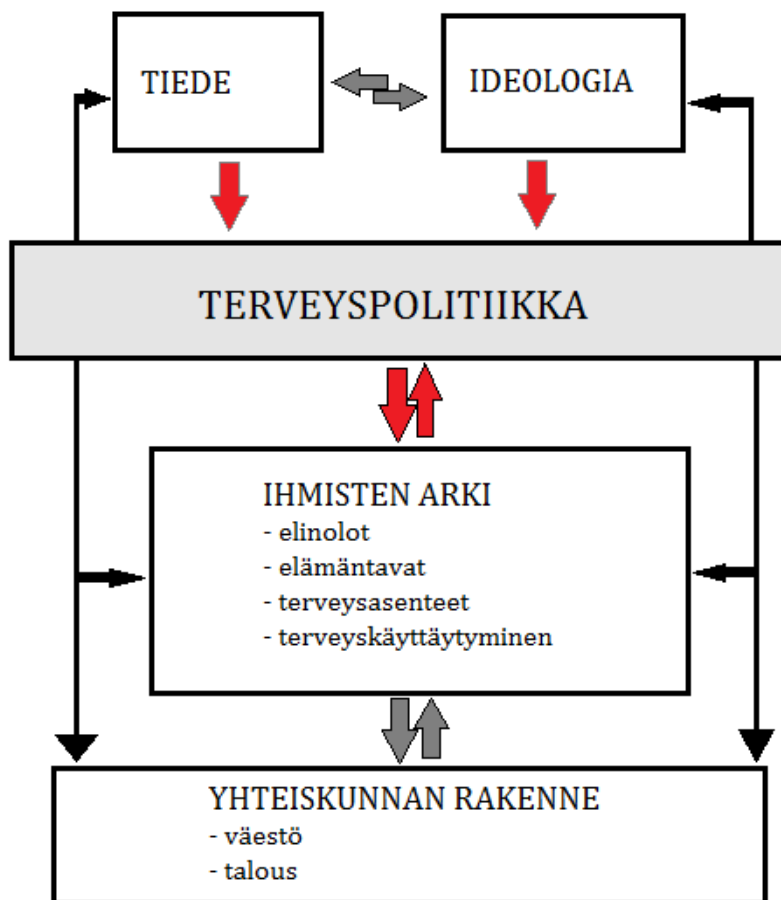 TIEDE
IDEOLOGIA
TERVEYSPOLITIIKKA
IHMISTEN ARKI
- elinolot
- elämäntavat
- terveysasenteet
- terveyskäyttäytyminen
YHTEISKUNNAN RAKENNE
- väestö
- talous